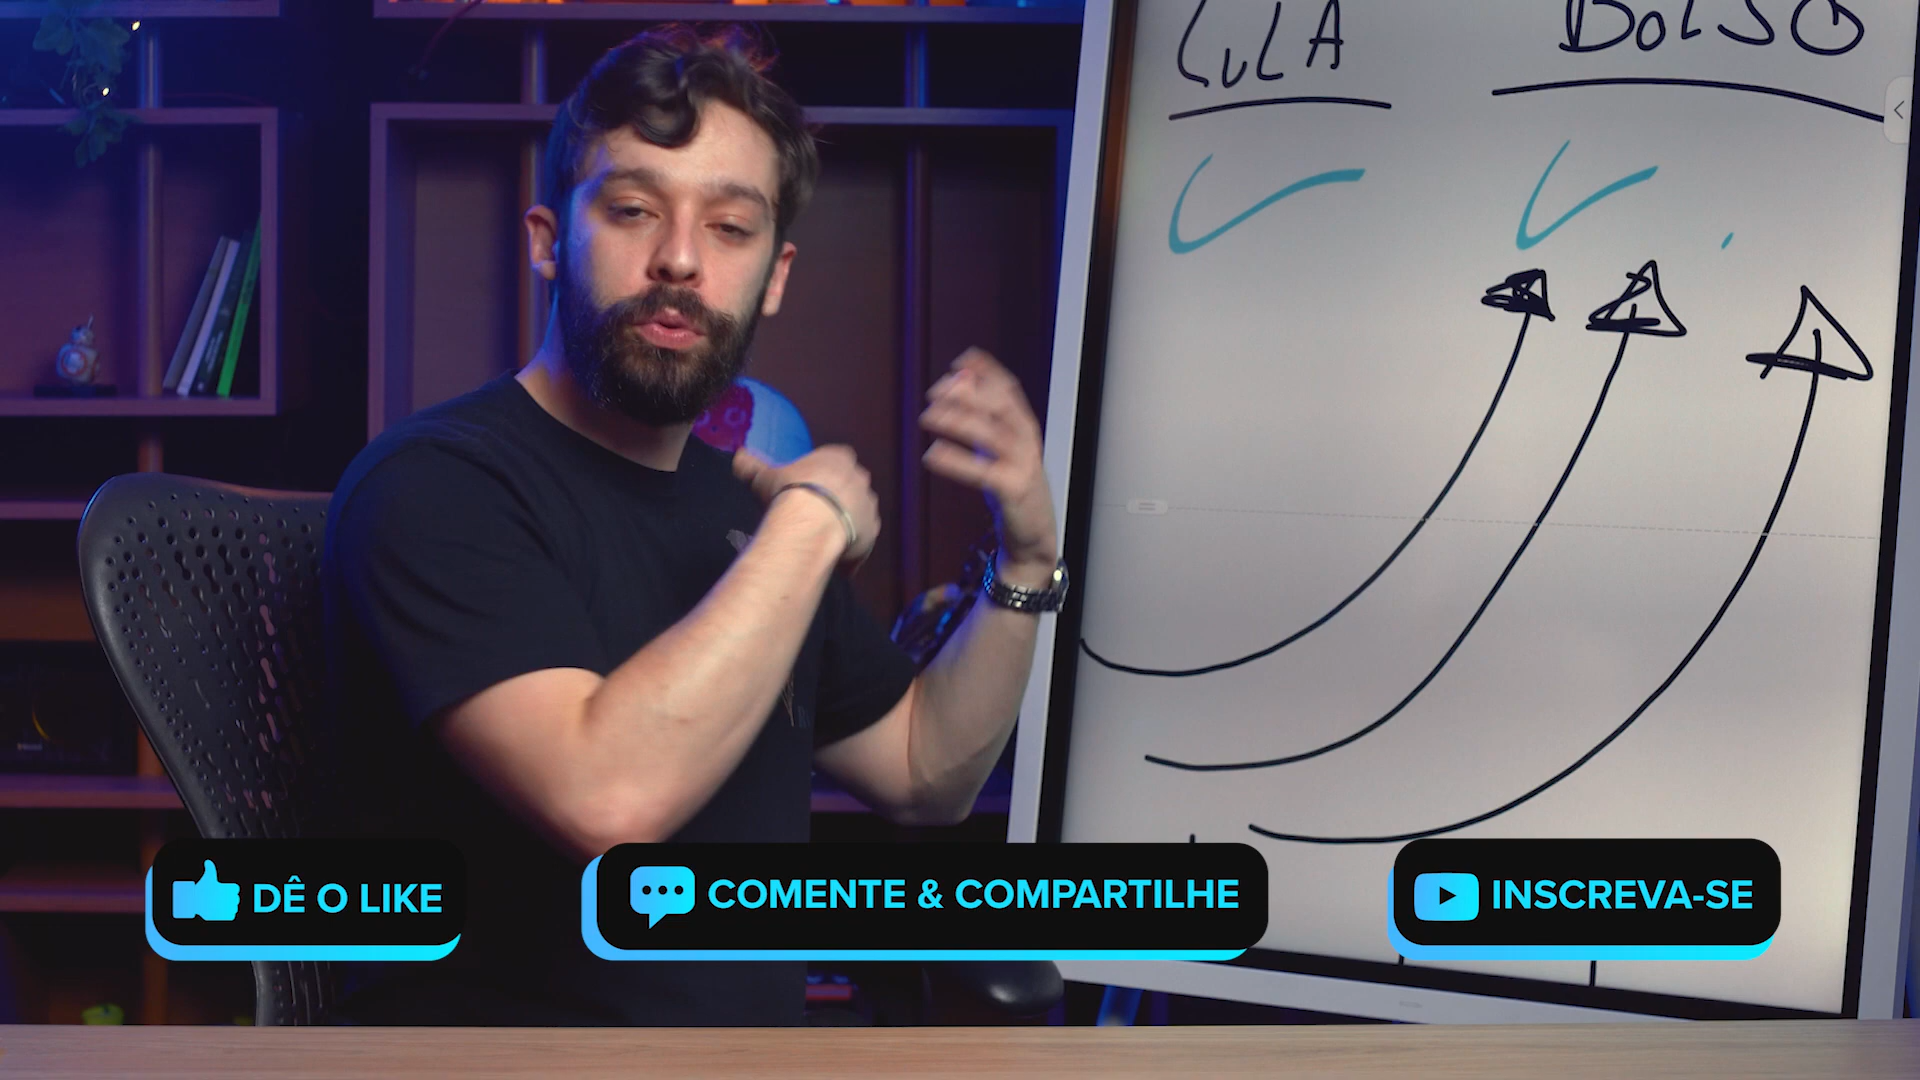 LULA
BOLSO
DÊ O LIKE
COMENTE & COMPARTILHE
INSCREVA-SE